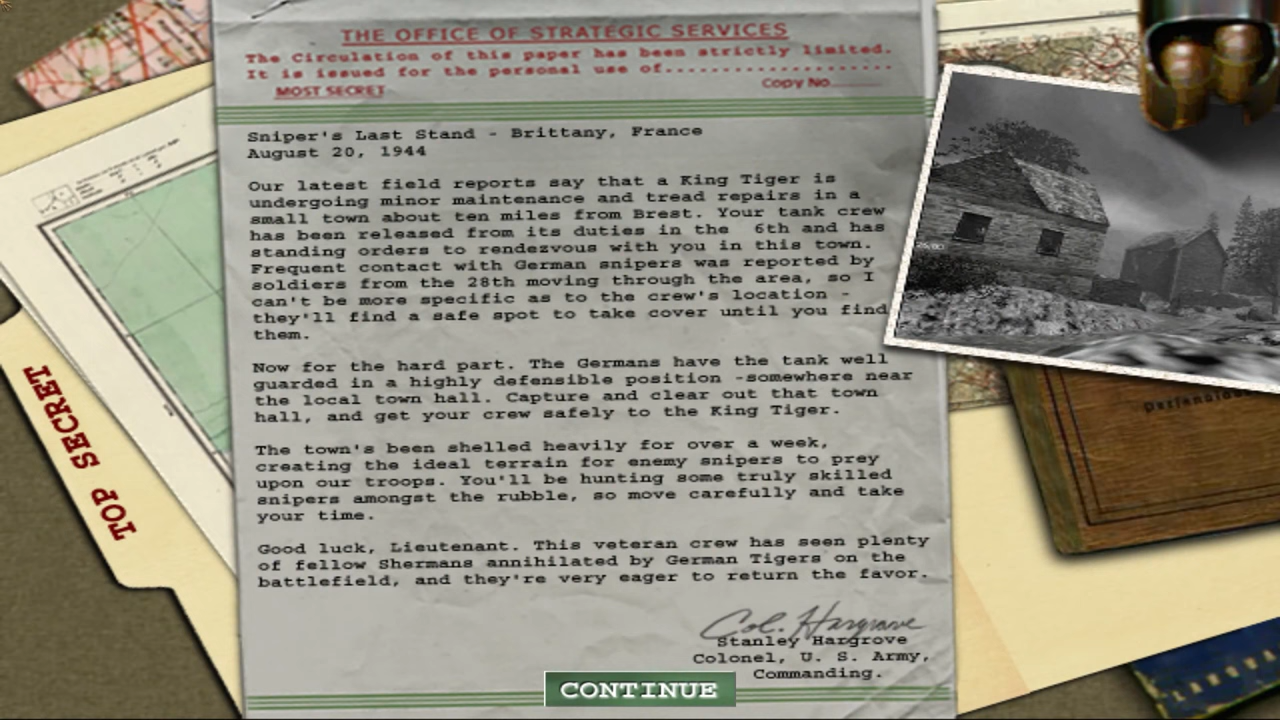 THE OFFICE OF STRATEGIC SERVICES
The Circulation of this paper has been strictly limited.
It is issued for the personal use of....................
MOST SECRET
Copy No.........
Sniper's Last Stand - Brittany, France
August 20, 1944
Our latest field reports say that a King Tiger is
undergoing minor maintenance and tread repairs in a
small town about ten miles from Brest. Your tank crew
has been released from its duties in the  6th and has
standing orders to rendezvous with you in this town.
Frequent contact with German snipers was reported by
soldiers from the 28th moving through the area, so I
can't be more specific as to the crew's location -
they'll find a safe spot to take cover until you find
them.
Now for the hard part. The Germans have the tank well
guarded in a highly defensible position -somewhere near
the local town hall. Capture and clear out that town
hall, and get your crew safely to the King Tiger.
The town's been shelled heavily for over a week,
creating the ideal terrain for enemy snipers to prey
upon our troops. You'll be hunting some truly skilled
snipers amongst the rubble, so move carefully and take
your time.
Good luck, Lieutenant. This veteran crew has seen plenty
of fellow Shermans annihilated by German Tigers on the
battlefield, and they're very eager to return the favor.
Col. Hargrove
Stanley Hargrove
Colonel, U. S. Army,
Commanding.
CONTINUE
TOP SECRET